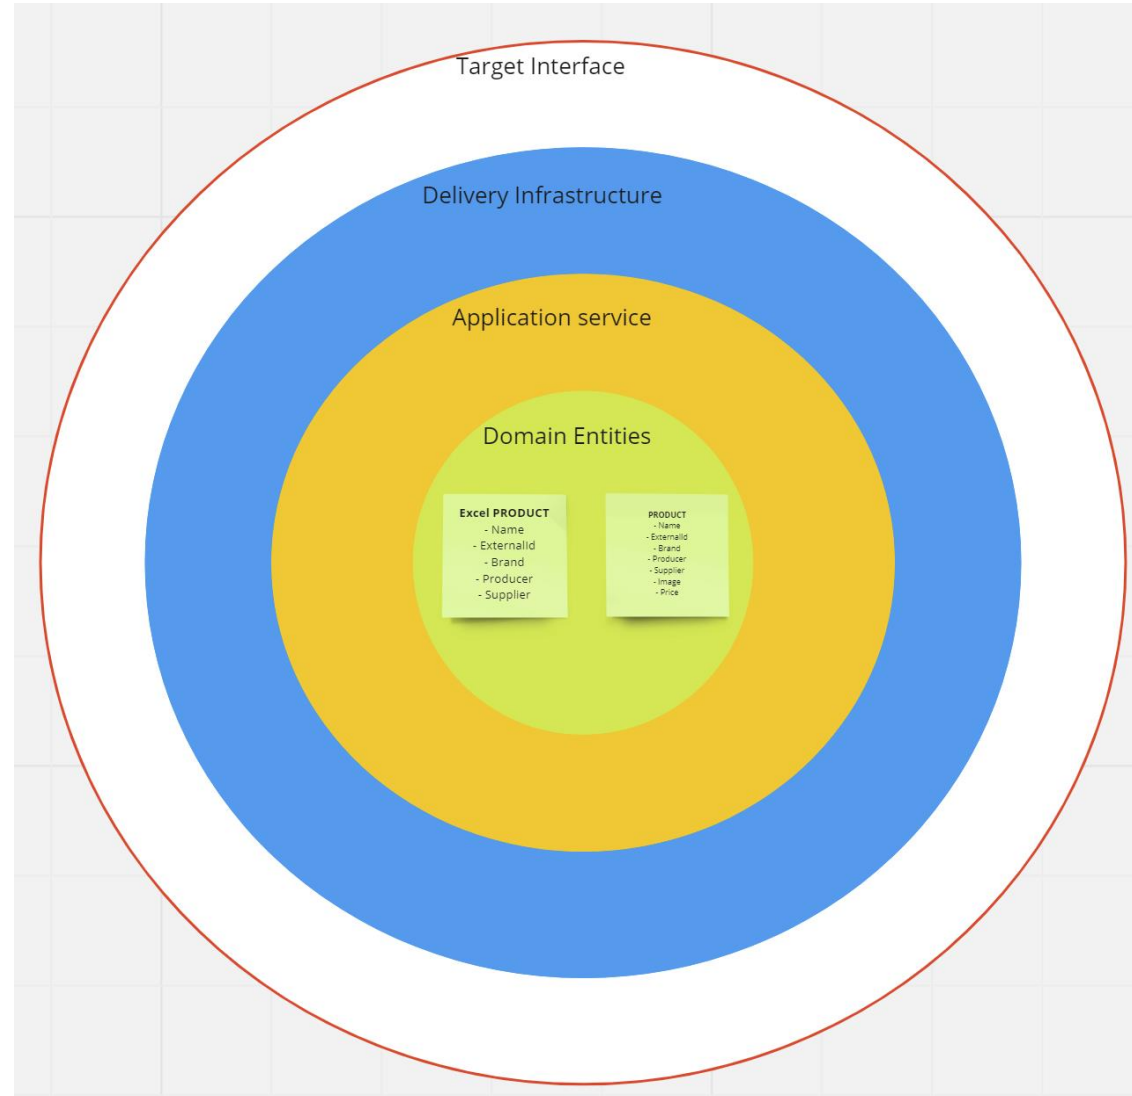 Target Interface
Delivery Infrastructure
Application service
Domain Entities
Excel PRODUCT
- Name
- ExternalId
- Brand
- Producer
- Supplier
PRODUCT
- Name
- ExternalId
- Brand
- Producer
- Supplier
- Image
- Price